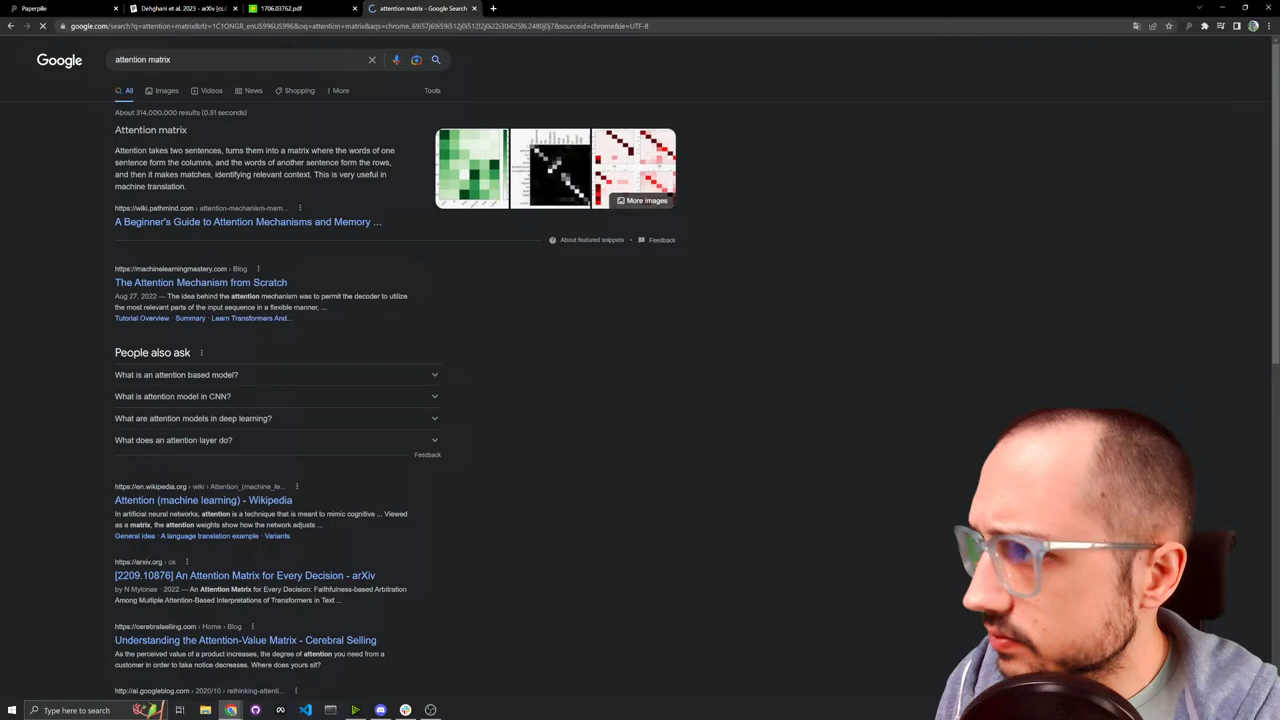 Paperpile
Dehghani et al. 2023 - arXiv [cs.
1706.03762.pdf
attention matrix - Google Search
Google
attention matrix
All
Images
Videos
News
Shopping
More
Tools
About 314,000,000 results (0.51 seconds)
Attention matrix
Attention takes two sentences, turns them into a matrix where the words of one
sentence form the columns, and the words of another sentence form the rows,
and then it makes matches, identifying relevant context. This is very useful in
machine translation.
More images
https://wiki.pathmind.com › attention-mechanism-mem...
A Beginner's Guide to Attention Mechanisms and Memory ...
About featured snippets • Feedback
https://machinelearningmastery.com › Blog
The Attention Mechanism from Scratch
Aug 27, 2022 — The idea behind the attention mechanism was to permit the decoder to utilize
the most relevant parts of the input sequence in a flexible manner, ...
Tutorial Overview · Summary · Learn Transformers And...
People also ask
What is an attention based model?
What is attention model in CNN?
What are attention models in deep learning?
What does an attention layer do?
Feedback
https://en.wikipedia.org › wiki › Attention_(machine_le...
Attention (machine learning) - Wikipedia
In artificial neural networks, attention is a technique that is meant to mimic cognitive ... Viewed
as a matrix, the attention weights show how the network adjusts ...
General idea · A language translation example · Variants
https://arxiv.org › cs
[2209.10876] An Attention Matrix for Every Decision - arXiv
by N Mylonas · 2022 — An Attention Matrix for Every Decision: Faithfulness-based Arbitration
Among Multiple Attention-Based Interpretations of Transformers in Text ...
https://cerebralselling.com › Home › Blog
Understanding the Attention-Value Matrix - Cerebral Selling
As the perceived value of a product increases, the degree of attention you need from a
customer in order to take notice decreases. Where does yours sit?
http://ai.googleblog.com › 2020/10 › rethinking-attenti...
Type here to search